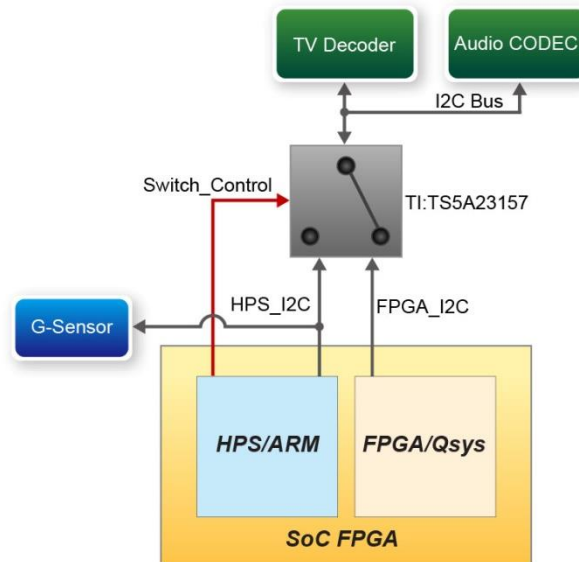 TV Decoder
Audio CODEC
I2C Bus
Switch_Control
TI:TS5A23157
HPS_I2C
FPGA_I2C
G-Sensor
HPS/ARM
FPGA/Qsys
SoC FPGA